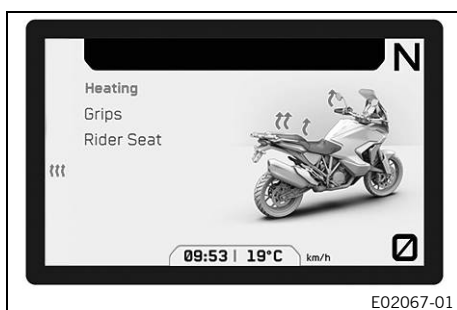 N
Heating
Grips
Rider Seat
09:53 | 19°C km/h
0
E02067-01